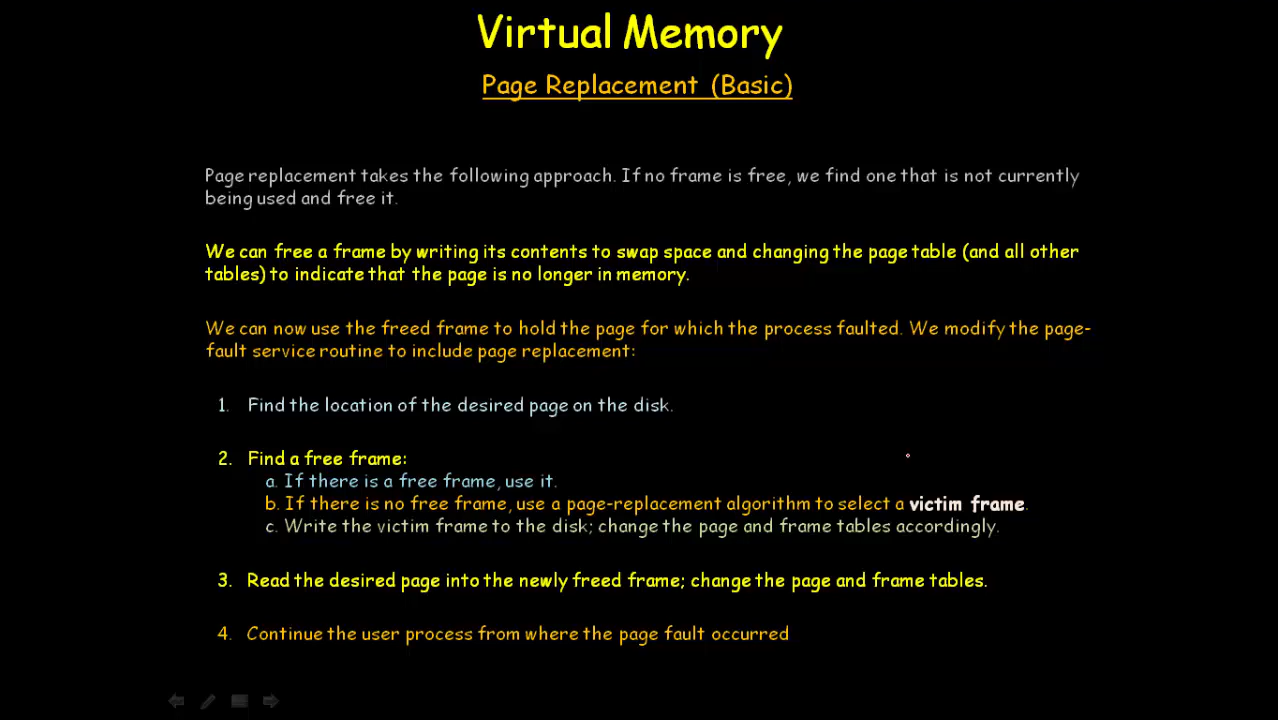 Virtual Memory
Page Replacement (Basic)
Page replacement takes the following approach. If no frame is free, we find one that is not currently
being used and free it.
We can free a frame by writing its contents to swap space and changing the page table (and all other
tables) to indicate that the page is no longer in memory.
We can now use the freed frame to hold the page for which the process faulted. We modify the page-
fault service routine to include page replacement:
1. Find the location of the desired page on the disk.
2. Find a free frame:
a. If there is a free frame, use it.
b. If there is no free frame, use a page-replacement algorithm to select a victim frame.
c. Write the victim frame to the disk; change the page and frame tables accordingly.
3. Read the desired page into the newly freed frame; change the page and frame tables.
4. Continue the user process from where the page fault occurred